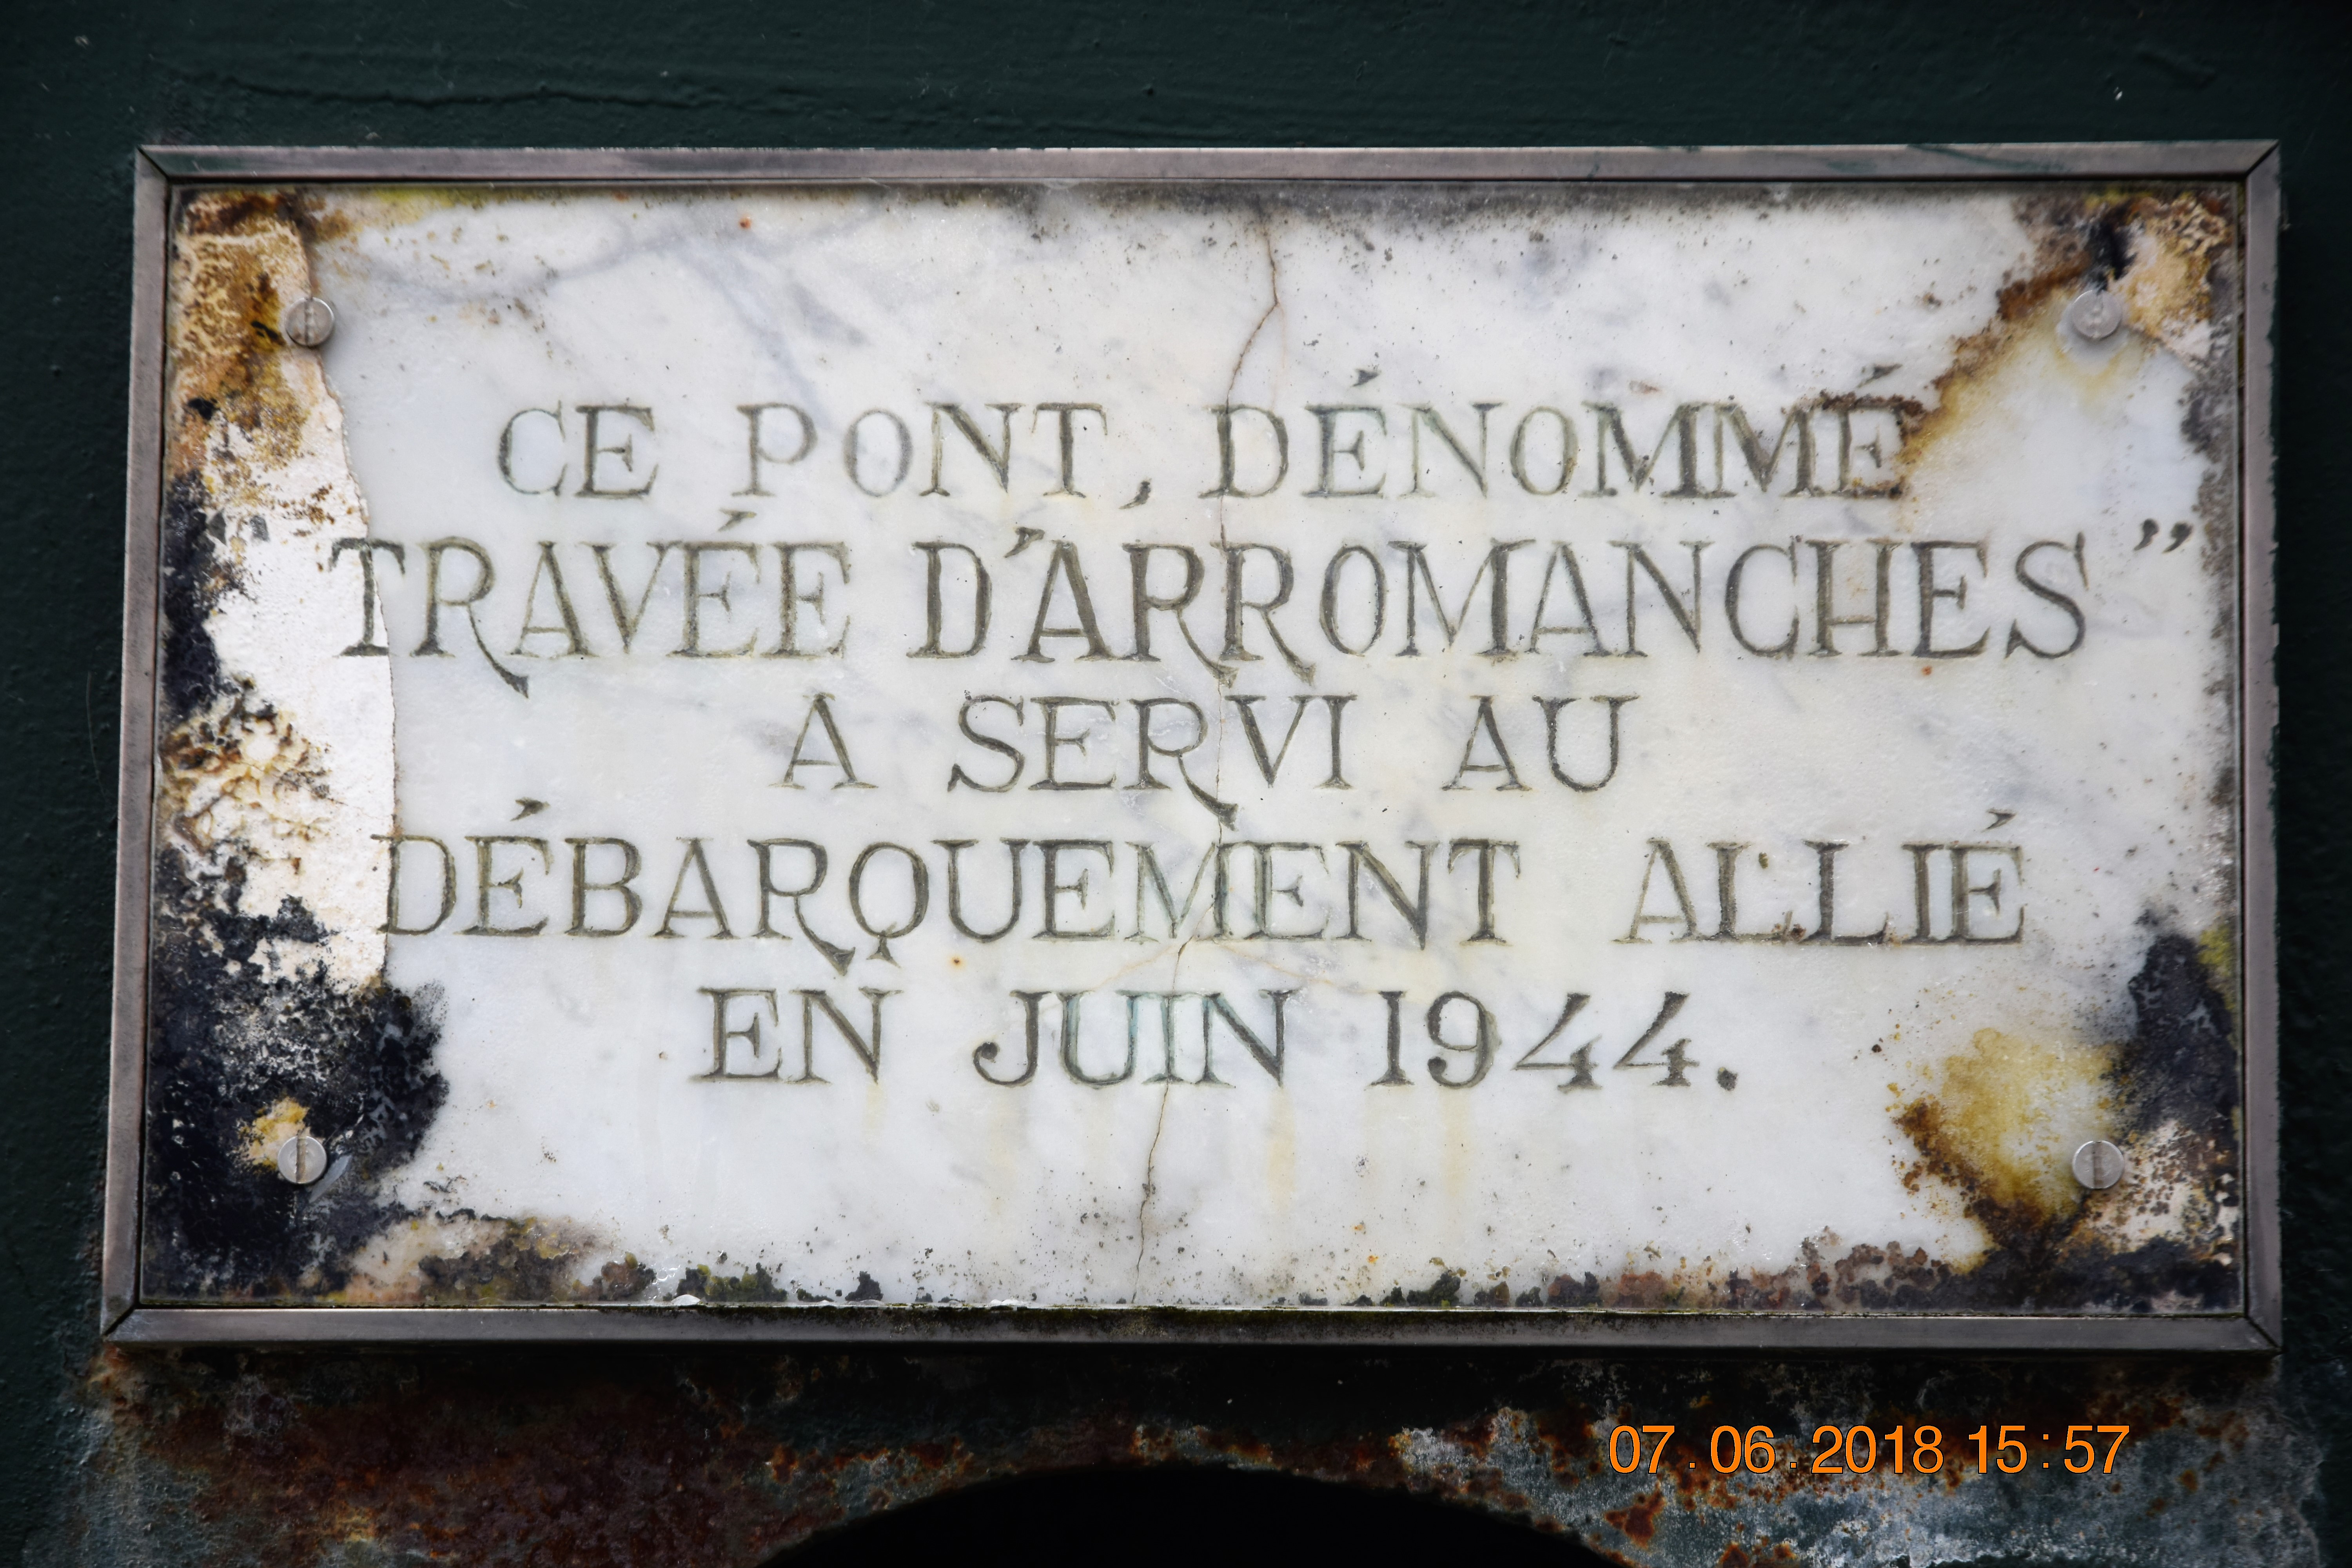 CE PONT, DÉNOMMÉ
"TRAVÉE D'ARROMANCHES"
A SERVI AU
DÉBARQUEMENT ALLIÉ
EN JUIN 1944.
07.06.2018 15:57